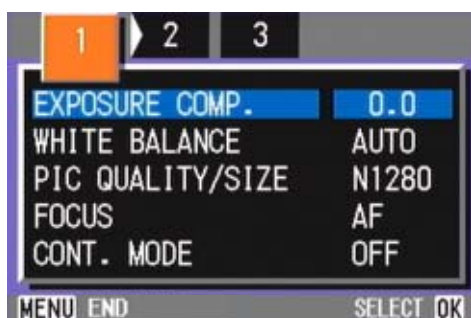 1 2 3
EXPOSURE COMP. 0.0
WHITE BALANCE AUTO
PIC QUALITY/SIZE N1280
FOCUS AF
CONT. MODE OFF
MENU END SELECT OK